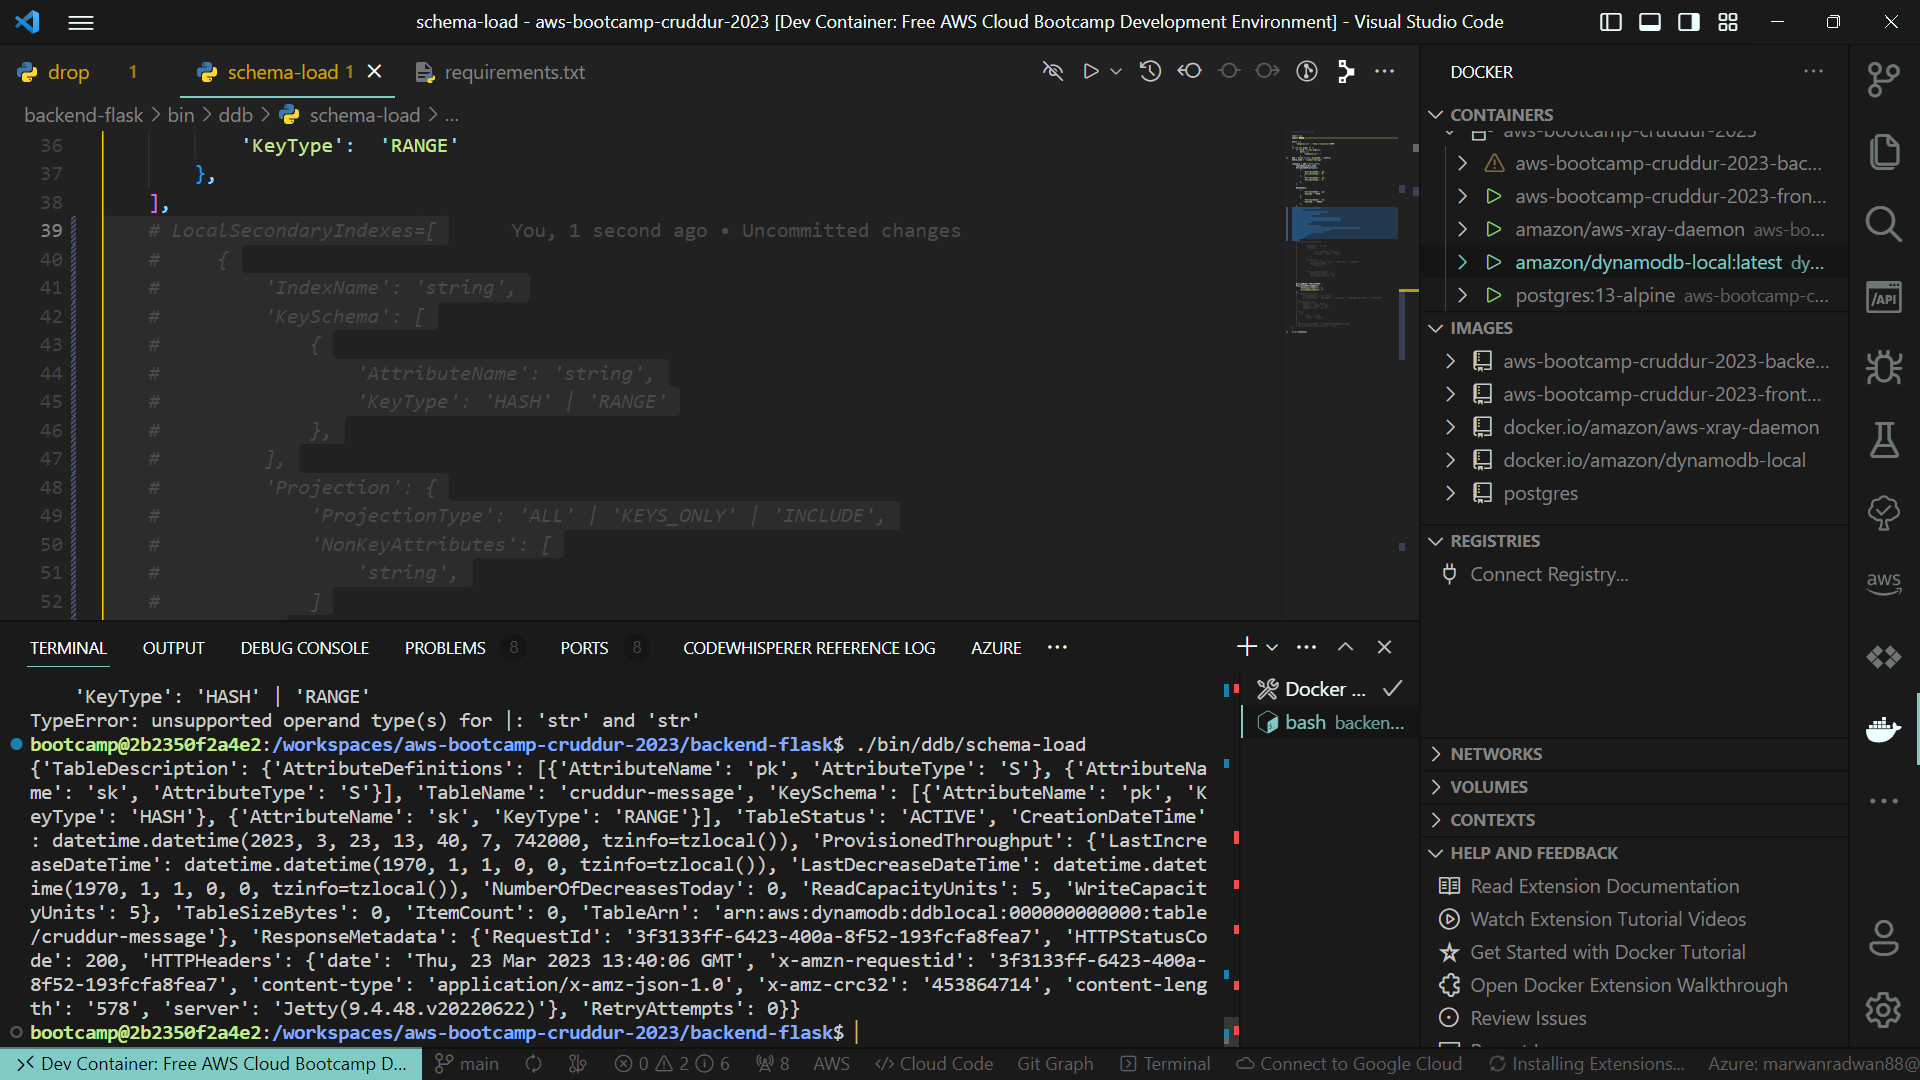 schema-load - aws-bootcamp-cruddur-2023 [Dev Container: Free AWS Cloud Bootcamp Development Environment] - Visual Studio Code
drop 1
schema-load 1
requirements.txt
backend-flask > bin > ddb > schema-load > ...
36 'KeyType': 'RANGE'
37 },
38 ],
39 # LocalSecondaryIndexes=[ You, 1 second ago • Uncommitted changes
40 # {
41 # 'IndexName': 'string',
42 # 'KeySchema': [
43 # {
44 # 'AttributeName': 'string',
45 # 'KeyType': 'HASH' | 'RANGE'
46 # },
47 # ],
48 # 'Projection': {
49 # 'ProjectionType': 'ALL' | 'KEYS_ONLY' | 'INCLUDE',
50 # 'NonKeyAttributes': [
51 # 'string',
52 # ]
TERMINAL OUTPUT DEBUG CONSOLE PROBLEMS 8 PORTS 8 CODEWHISPERER REFERENCE LOG AZURE ...
'KeyType': 'HASH' | 'RANGE'
TypeError: unsupported operand type(s) for |: 'str' and 'str'
bootcamp@2b2350f2a4e2:/workspaces/aws-bootcamp-cruddur-2023/backend-flask$ ./bin/ddb/schema-load
{'TableDescription': {'AttributeDefinitions': [{'AttributeName': 'pk', 'AttributeType': 'S'}, {'AttributeNa
me': 'sk', 'AttributeType': 'S'}], 'TableName': 'cruddur-message', 'KeySchema': [{'AttributeName': 'pk', 'K
eyType': 'HASH'}, {'AttributeName': 'sk', 'KeyType': 'RANGE'}], 'TableStatus': 'ACTIVE', 'CreationDateTime'
: datetime.datetime(2023, 3, 23, 13, 40, 7, 742000, tzinfo=tzlocal()), 'ProvisionedThroughput': {'LastIncre
aseDateTime': datetime.datetime(1970, 1, 1, 0, 0, tzinfo=tzlocal()), 'LastDecreaseDateTime': datetime.datet
ime(1970, 1, 1, 0, 0, tzinfo=tzlocal()), 'NumberOfDecreasesToday': 0, 'ReadCapacityUnits': 5, 'WriteCapacit
yUnits': 5}, 'TableSizeBytes': 0, 'ItemCount': 0, 'TableArn': 'arn:aws:dynamodb:ddblocal:000000000000:table
/cruddur-message'}, 'ResponseMetadata': {'RequestId': '3f3133ff-6423-400a-8f52-193fcfa8fea7', 'HTTPStatusCo
de': 200, 'HTTPHeaders': {'date': 'Thu, 23 Mar 2023 13:40:06 GMT', 'x-amzn-requestid': '3f3133ff-6423-400a-
8f52-193fcfa8fea7', 'content-type': 'application/x-amz-json-1.0', 'x-amz-crc32': '453864714', 'content-leng
th': '578', 'server': 'Jetty(9.4.48.v20220622)'}, 'RetryAttempts': 0}}
bootcamp@2b2350f2a4e2:/workspaces/aws-bootcamp-cruddur-2023/backend-flask$
Docker ...
bash backen...
DOCKER
CONTAINERS
aws-bootcamp-cruddur-2023
aws-bootcamp-cruddur-2023-bac...
aws-bootcamp-cruddur-2023-fron...
amazon/aws-xray-daemon aws-bo...
amazon/dynamodb-local:latest dy...
postgres:13-alpine aws-bootcamp-c...
IMAGES
aws-bootcamp-cruddur-2023-backe...
aws-bootcamp-cruddur-2023-front...
docker.io/amazon/aws-xray-daemon
docker.io/amazon/dynamodb-local
postgres
REGISTRIES
Connect Registry...
NETWORKS
VOLUMES
CONTEXTS
HELP AND FEEDBACK
Read Extension Documentation
Watch Extension Tutorial Videos
Get Started with Docker Tutorial
Open Docker Extension Walkthrough
Review Issues
/API
aws
Dev Container: Free AWS Cloud Bootcamp D... main 0 2 6 8 AWS Cloud Code Git Graph Terminal Connect to Google Cloud Installing Extensions... Azure: marwanradwan88@